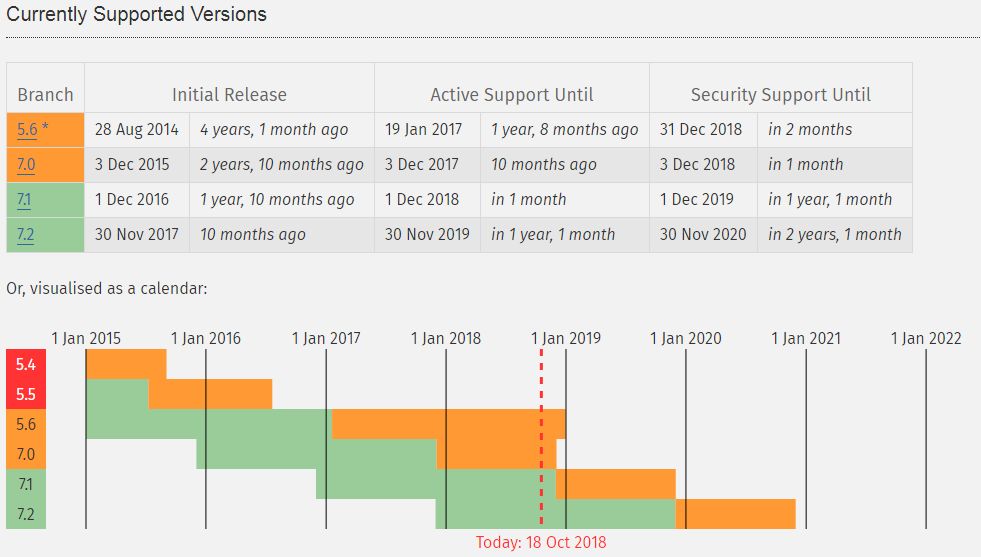 Currently Supported Versions
Branch Initial Release Active Support Until Security Support Until
5.6 * 28 Aug 2014 4 years, 1 month ago 19 Jan 2017 1 year, 8 months ago 31 Dec 2018 in 2 months
7.0 3 Dec 2015 2 years, 10 months ago 3 Dec 2017 10 months ago 3 Dec 2018 in 1 month
7.1 1 Dec 2016 1 year, 10 months ago 1 Dec 2018 in 1 month 1 Dec 2019 in 1 year, 1 month
7.2 30 Nov 2017 10 months ago 30 Nov 2019 in 1 year, 1 month 30 Nov 2020 in 2 years, 1 month
Or, visualised as a calendar:
1 Jan 2015 1 Jan 2016 1 Jan 2017 1 Jan 2018 1 Jan 2019 1 Jan 2020 1 Jan 2021 1 Jan 2022
5.4
5.5
5.6
7.0
7.1
7.2
Today: 18 Oct 2018